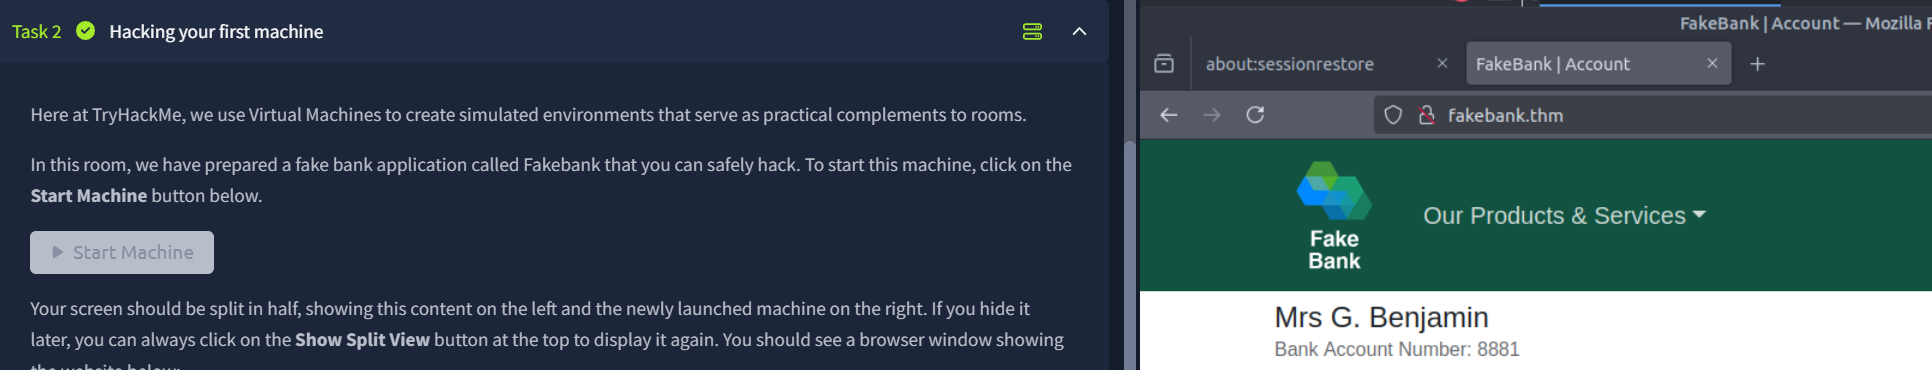 Task 2 Hacking your first machine
Here at TryHackMe, we use Virtual Machines to create simulated environments that serve as practical complements to rooms.
In this room, we have prepared a fake bank application called Fakebank that you can safely hack. To start this machine, click on the
Start Machine button below.
Start Machine
Your screen should be split in half, showing this content on the left and the newly launched machine on the right. If you hide it
later, you can always click on the Show Split View button at the top to display it again. You should see a browser window showing
the website below:
FakeBank | Account — Mozilla F
about:sessionrestore
FakeBank | Account
fakebank.thm
Fake
Bank
Our Products & Services
Mrs G. Benjamin
Bank Account Number: 8881